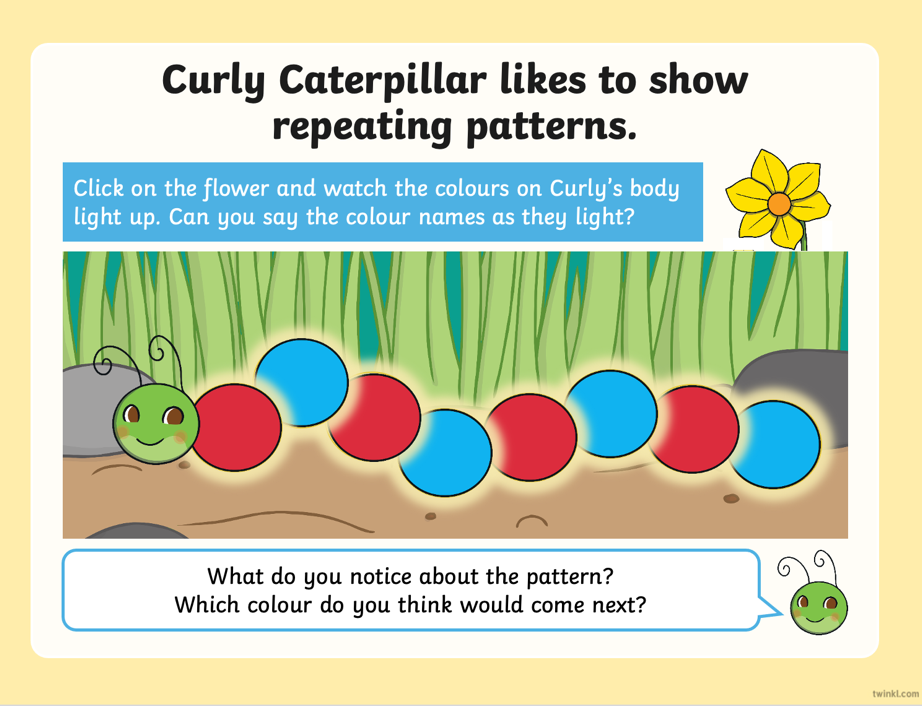 Curly Caterpillar likes to show
repeating patterns.
Click on the flower and watch the colours on Curly's body
light up. Can you say the colour names as they light?
What do you notice about the pattern?
Which colour do you think would come next?
twinkl.com